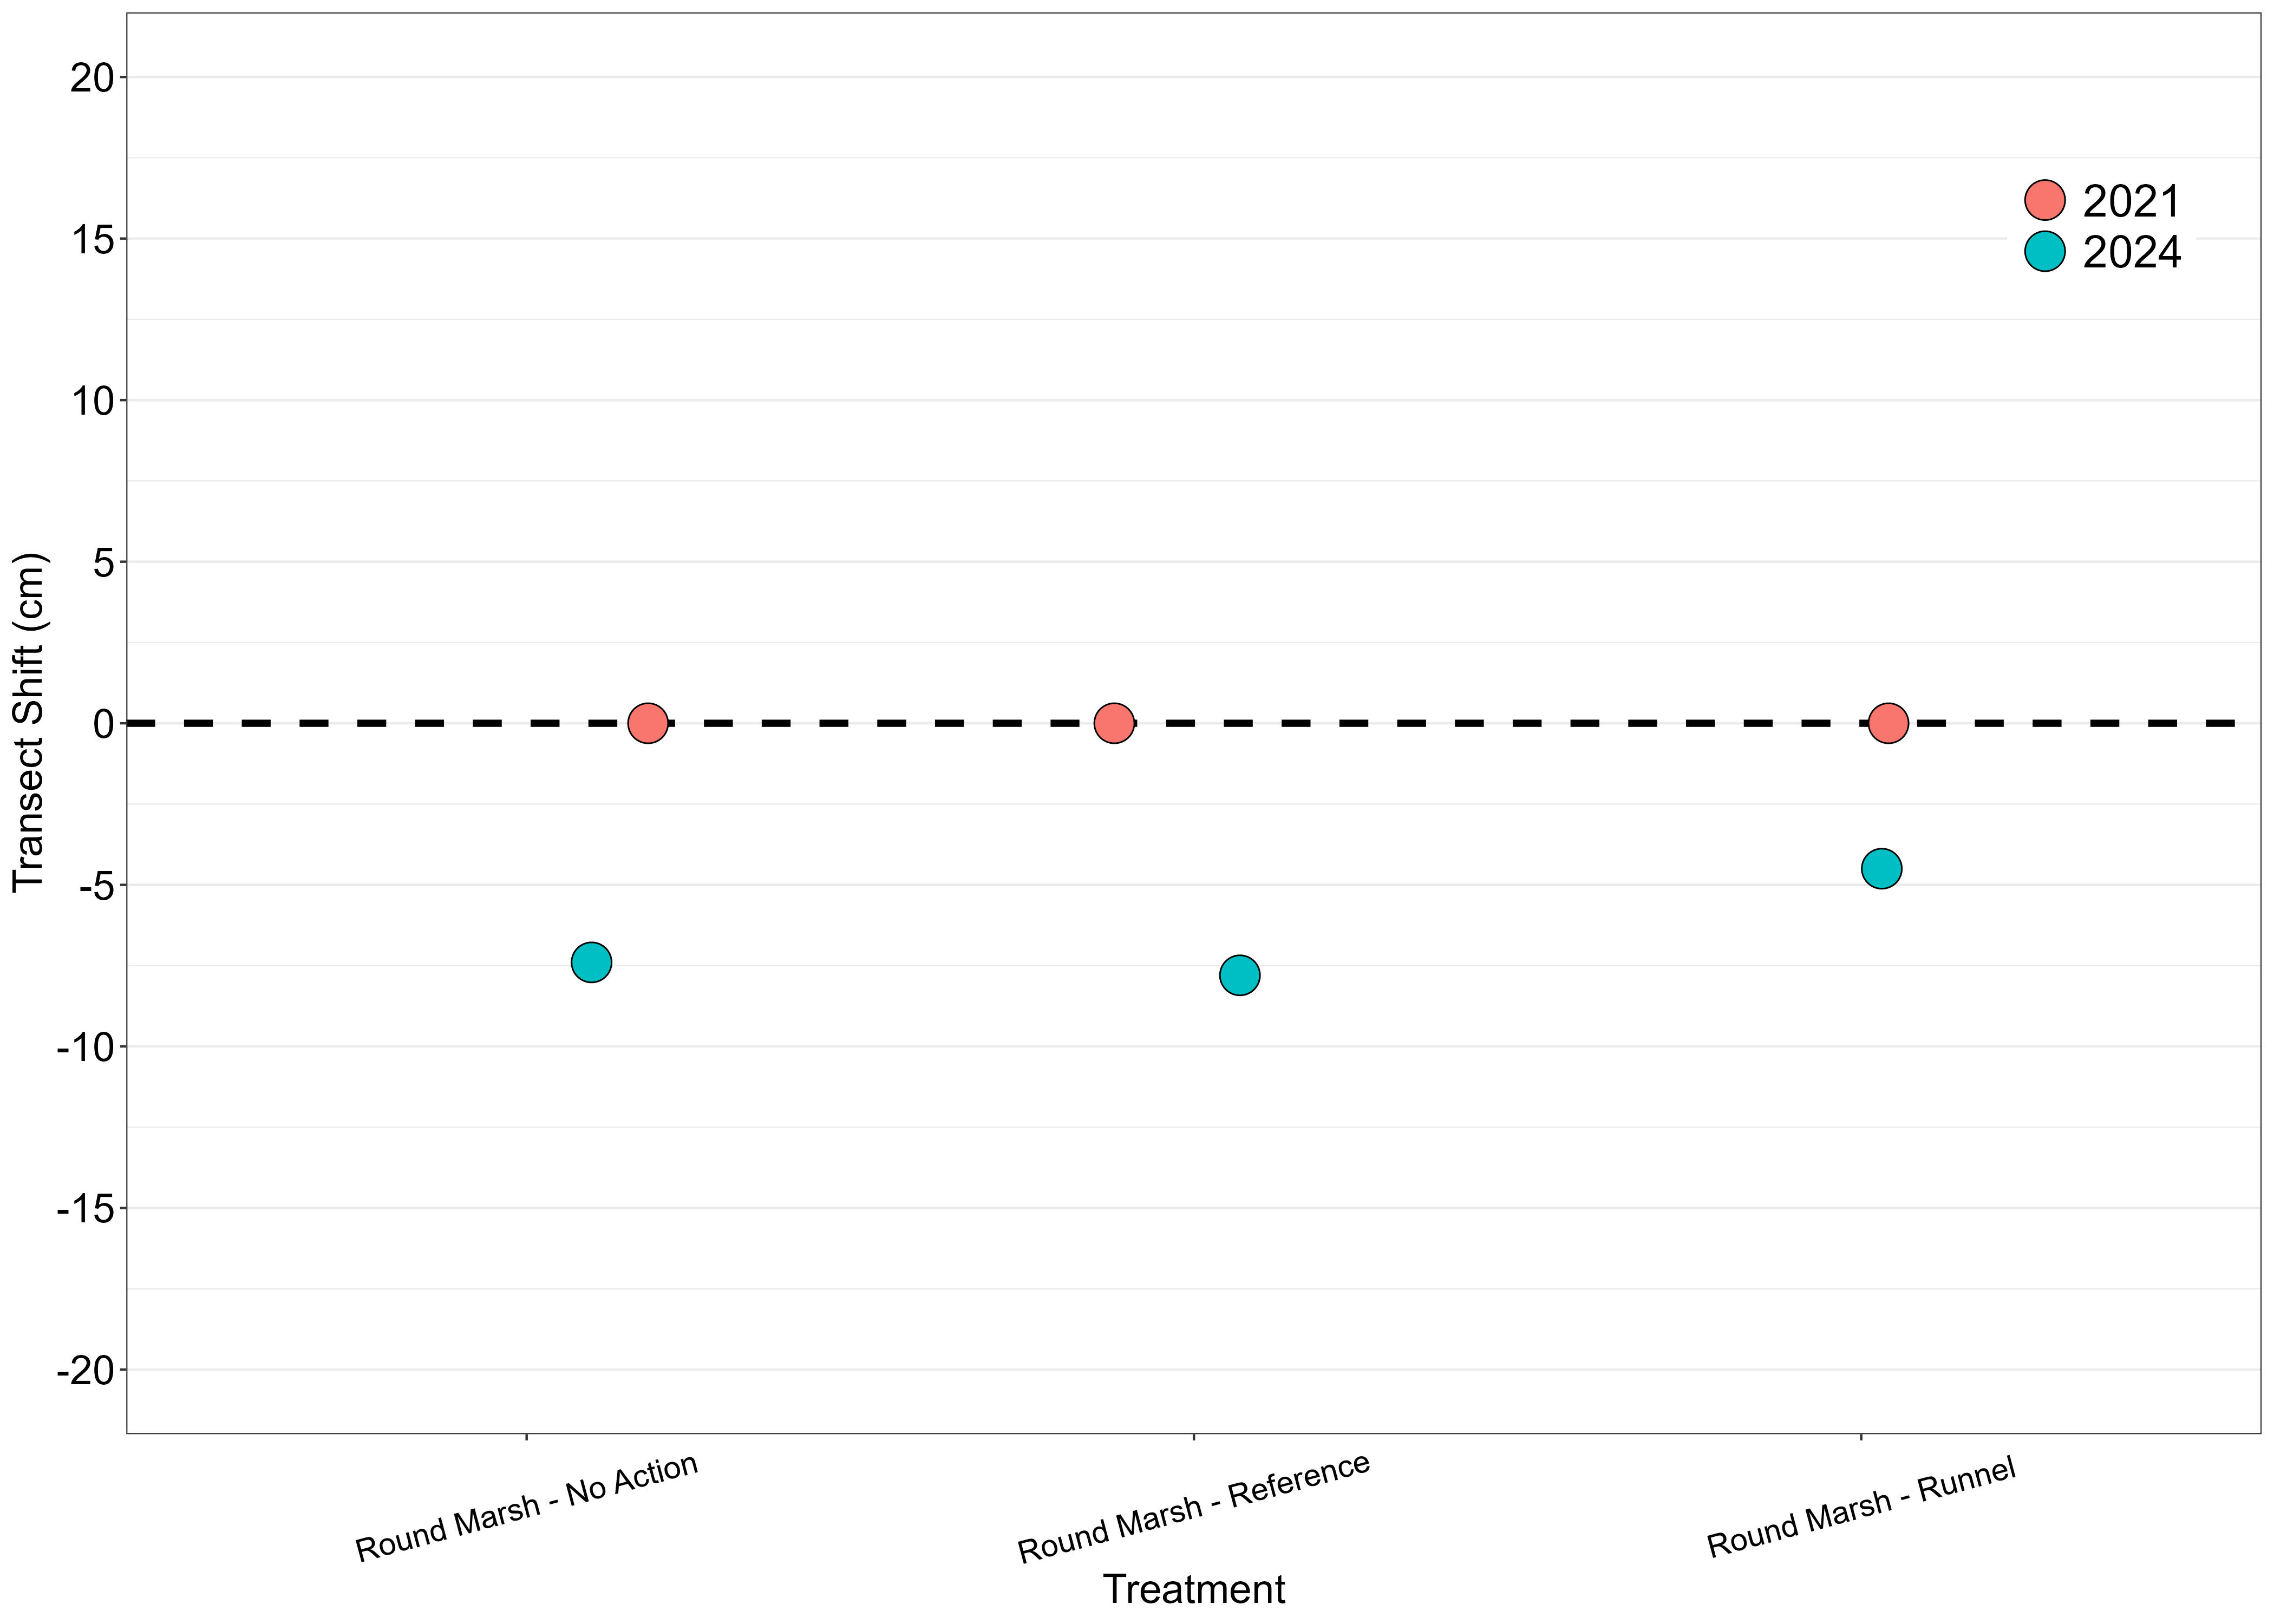 Transect Shift (cm)
20
15
10
5
0
-5
-10
-15
-20
2021
2024
Round Marsh - No Action
Round Marsh - Reference
Round Marsh - Runnel
Treatment